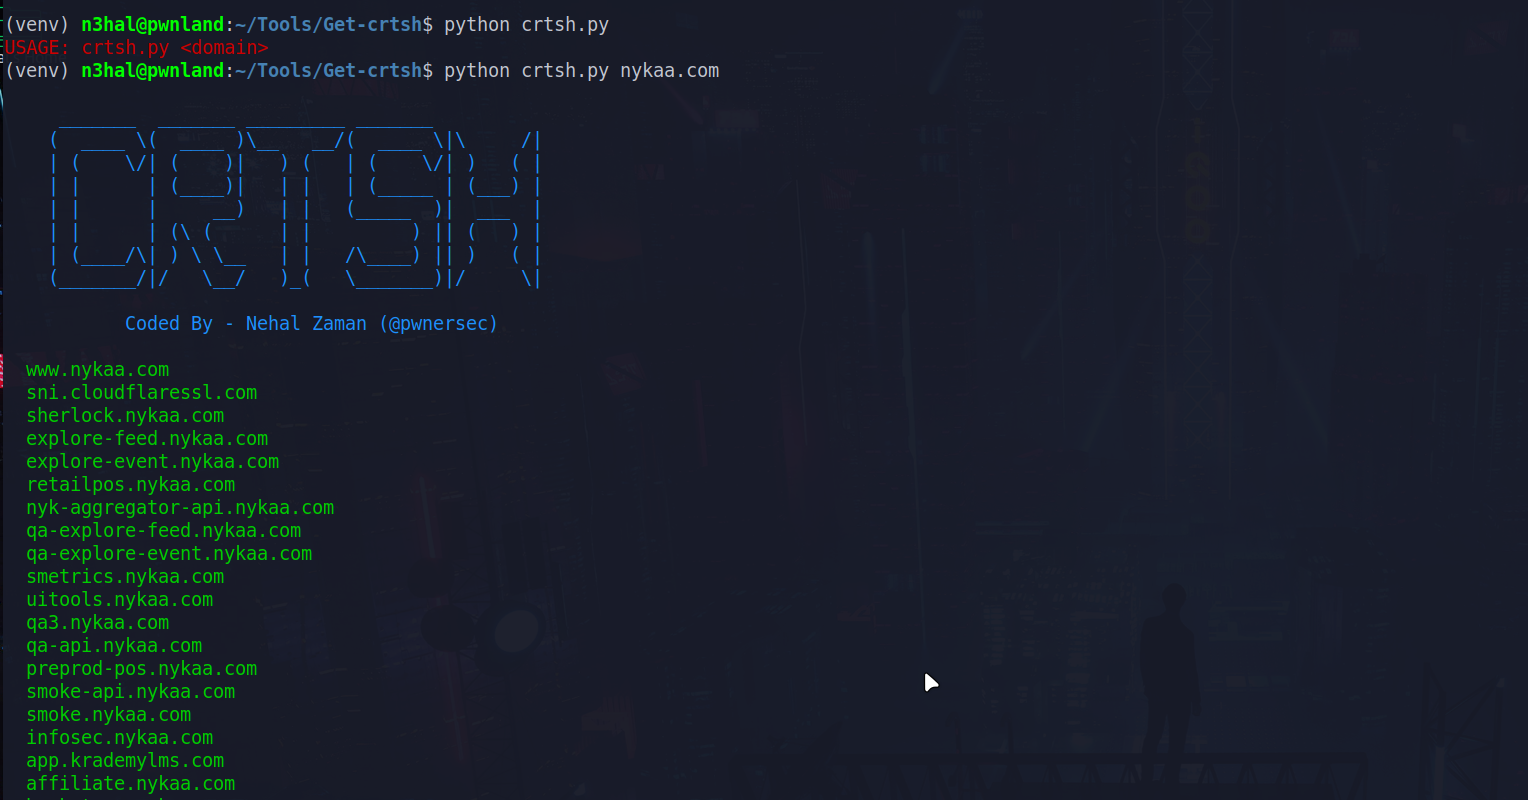 (venv) n3hal@pwnland:~/Tools/Get-crtsh$ python crtsh.py
USAGE: crtsh.py <domain>
(venv) n3hal@pwnland:~/Tools/Get-crtsh$ python crtsh.py nykaa.com
CRTSH
Coded By - Nehal Zaman (@pwnersec)
www.nykaa.com
sni.cloudflaressl.com
sherlock.nykaa.com
explore-feed.nykaa.com
explore-event.nykaa.com
retailpos.nykaa.com
nyk-aggregator-api.nykaa.com
qa-explore-feed.nykaa.com
qa-explore-event.nykaa.com
smetrics.nykaa.com
uitools.nykaa.com
qa3.nykaa.com
qa-api.nykaa.com
preprod-pos.nykaa.com
smoke-api.nykaa.com
smoke.nykaa.com
infosec.nykaa.com
app.krademylms.com
affiliate.nykaa.com